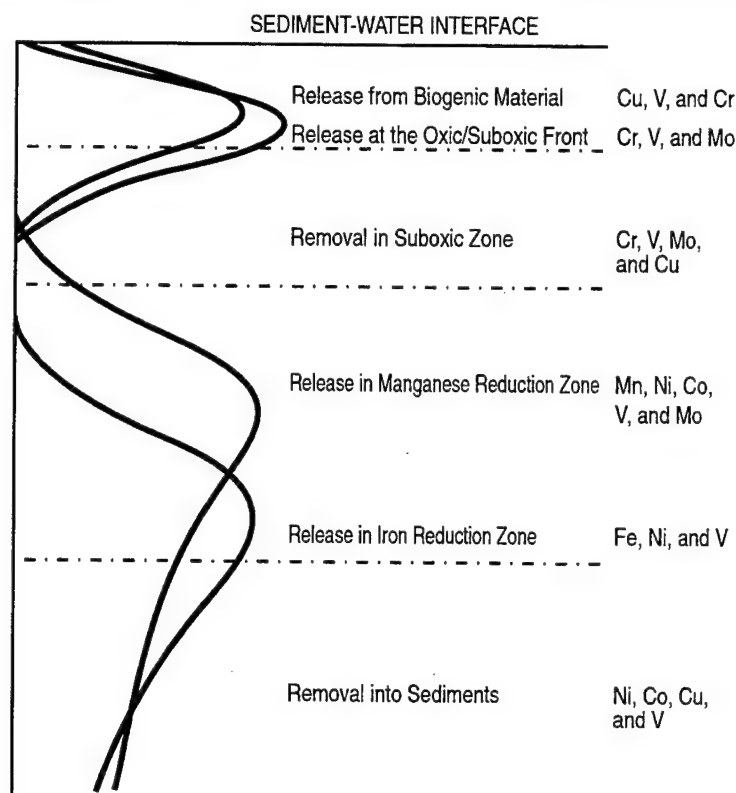 SEDIMENT-WATER INTERFACE
Release from Biogenic Material Cu, V, and Cr
Release at the Oxic/Suboxic Front Cr, V, and Mo
Removal in Suboxic Zone Cr, V, Mo,
and Cu
Release in Manganese Reduction Zone Mn, Ni, Co,
V, and Mo
Release in Iron Reduction Zone Fe, Ni, and V
Removal into Sediments Ni, Co, Cu,
and V